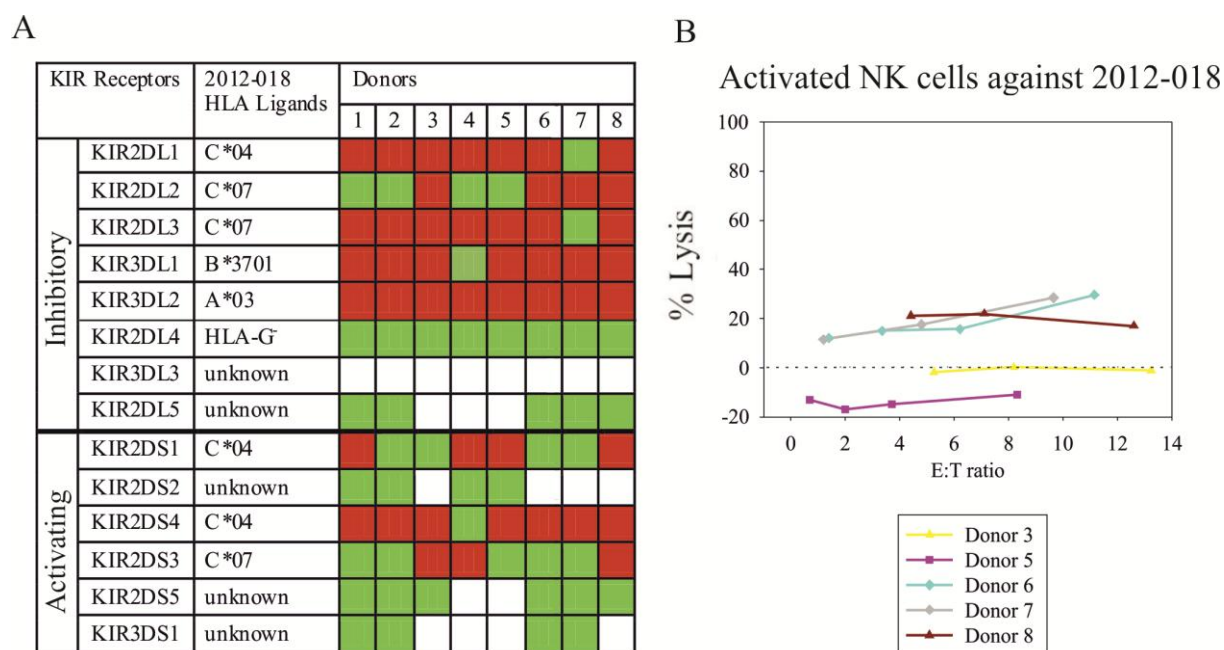 A
KIR Receptors 2012-018 HLA Ligands Donors
1 2 3 4 5 6 7 8
Inhibitory
KIR2DL1 C*04
KIR2DL2 C*07
KIR2DL3 C*07
KIR3DL1 B*3701
KIR3DL2 A*03
KIR2DL4 HLA-G-
KIR3DL3 unknown
KIR2DL5 unknown
Activating
KIR2DS1 C*04
KIR2DS2 unknown
KIR2DS4 C*04
KIR2DS3 C*07
KIR2DS5 unknown
KIR3DS1 unknown
B
Activated NK cells against 2012-018
% Lysis
100
80
60
40
20
0
-20
0 2 4 6 8 10 12 14
E:T ratio
Donor 3
Donor 5
Donor 6
Donor 7
Donor 8